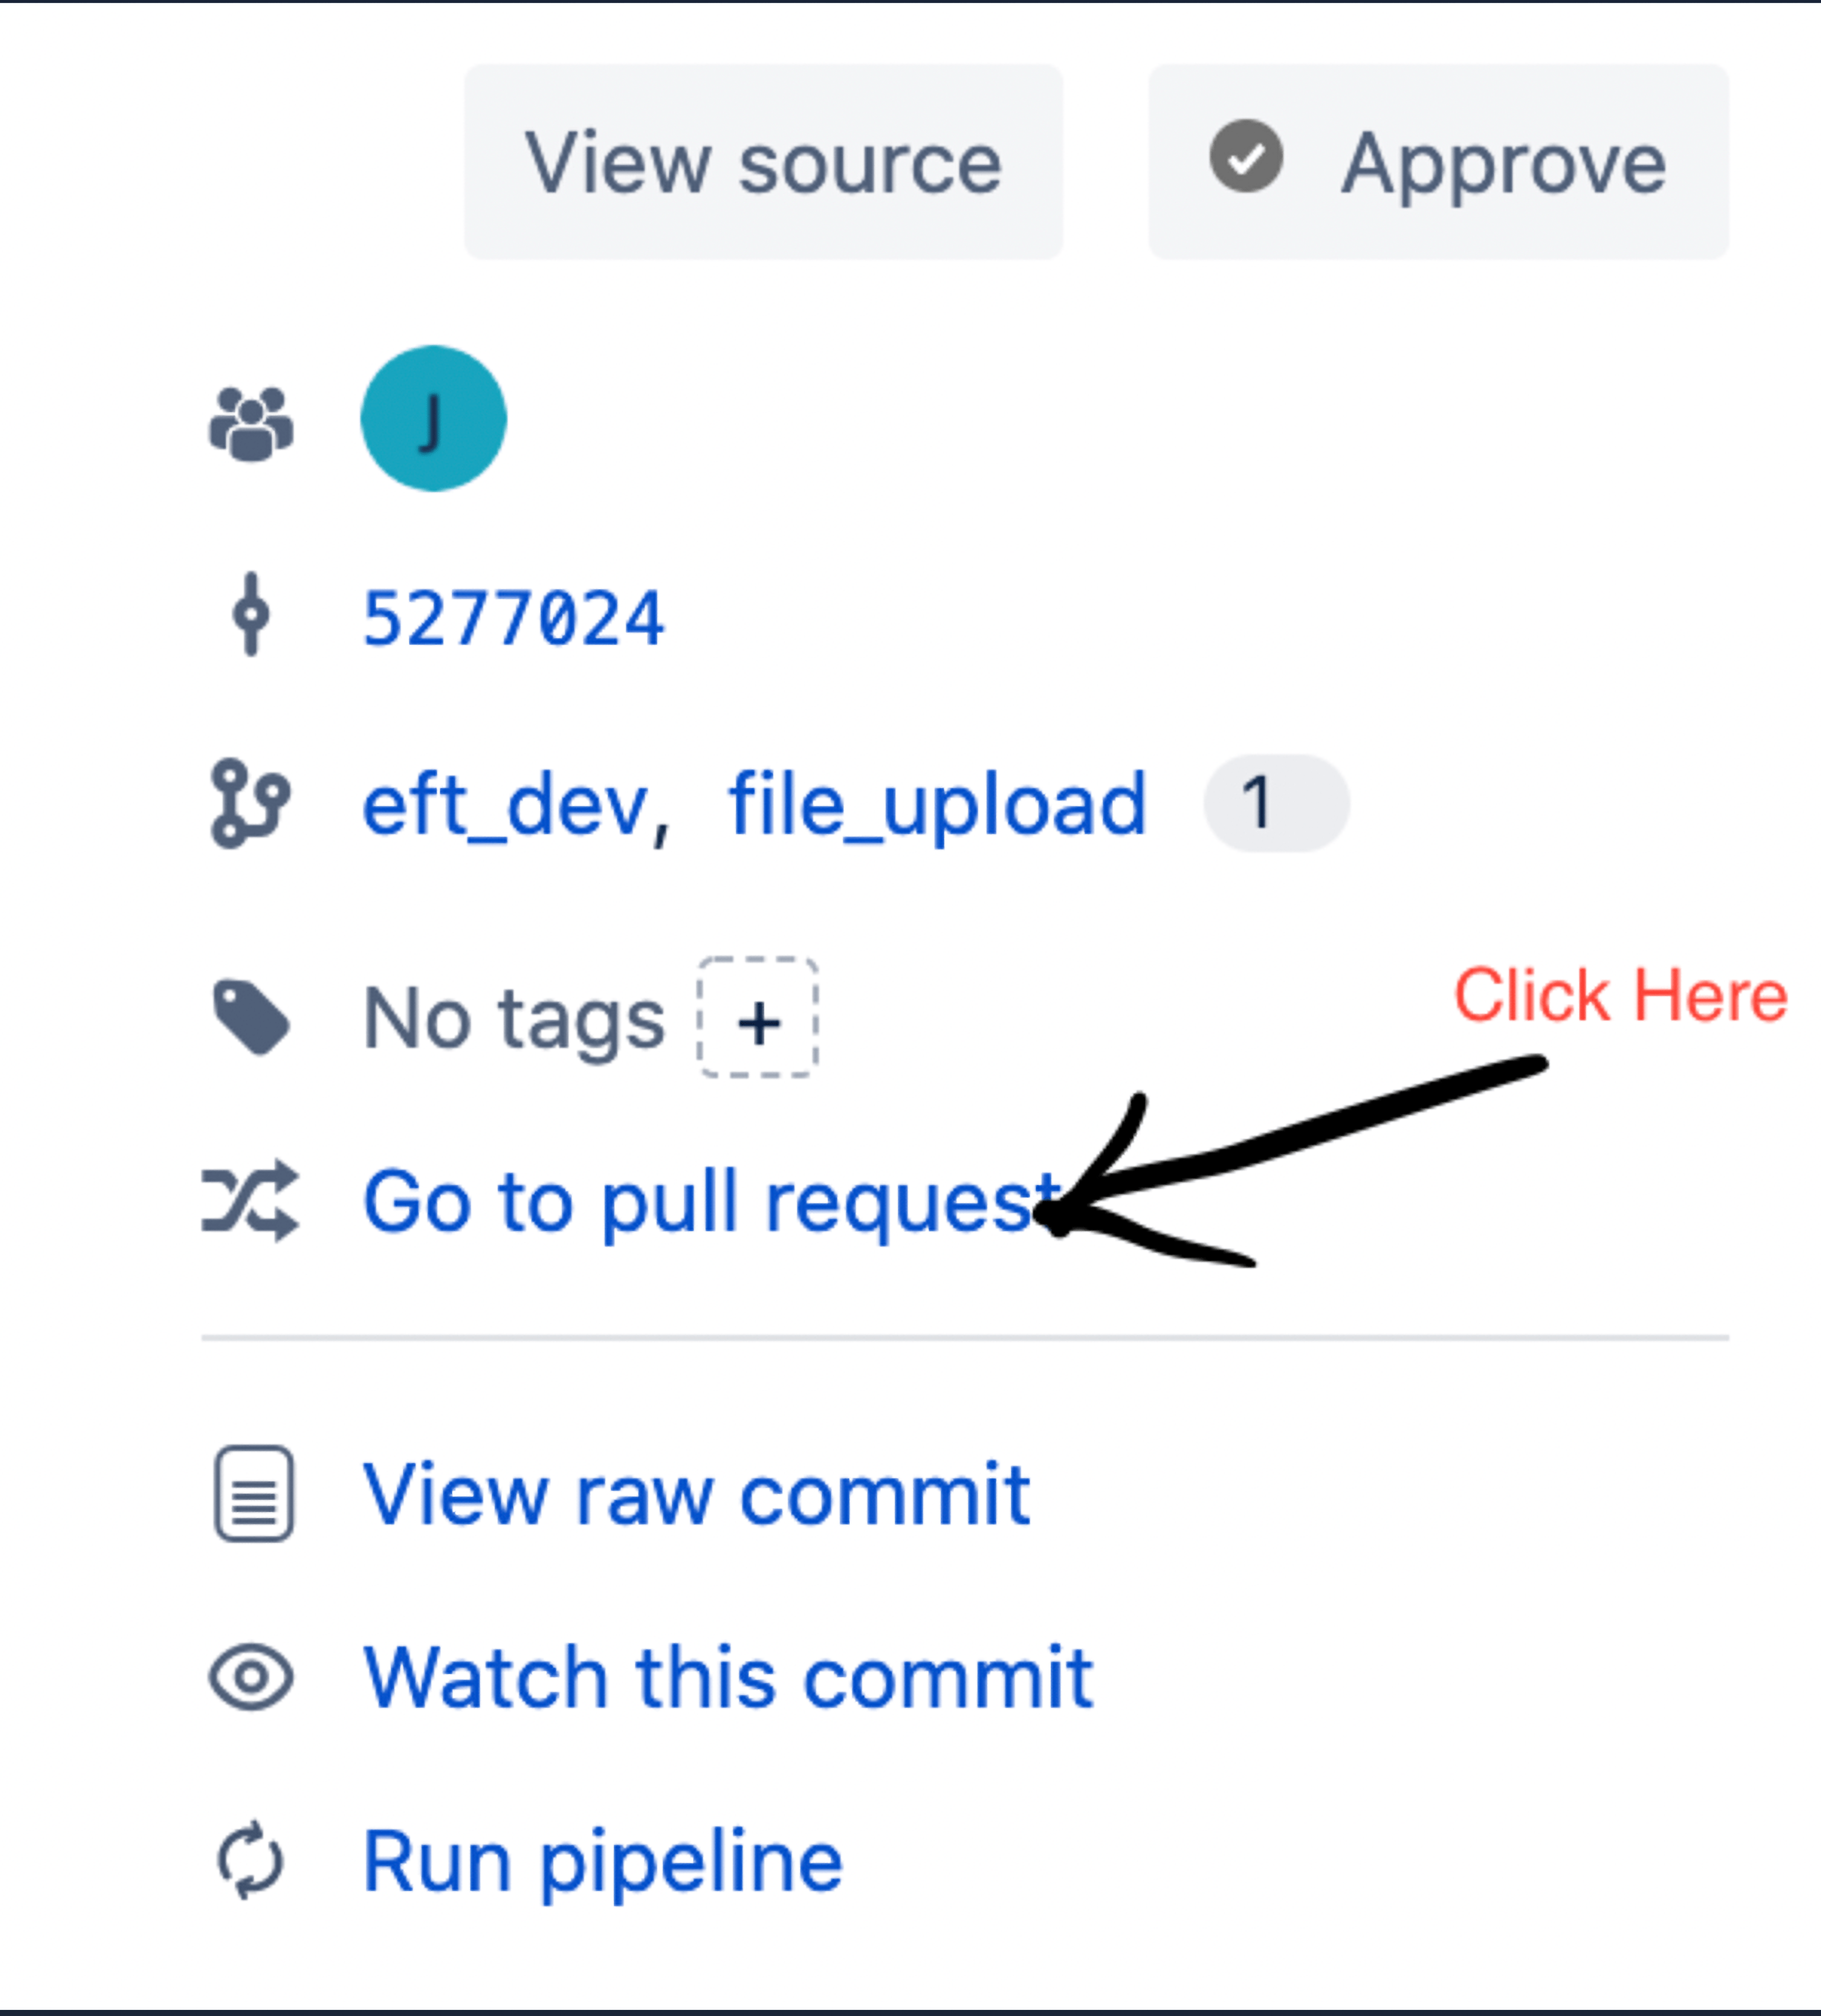 View source Approve
J
5277024
eft_dev, file_upload 1
No tags +
Click Here
Go to pull request
View raw commit
Watch this commit
Run pipeline